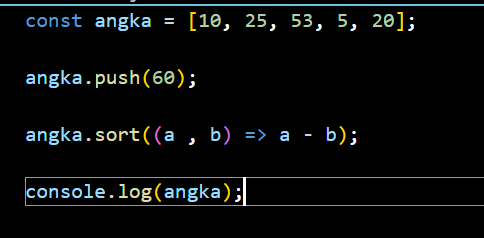 const angka = [10, 25, 53, 5, 20];
angka.push(60);
angka.sort((a , b) => a - b);
console.log(angka);